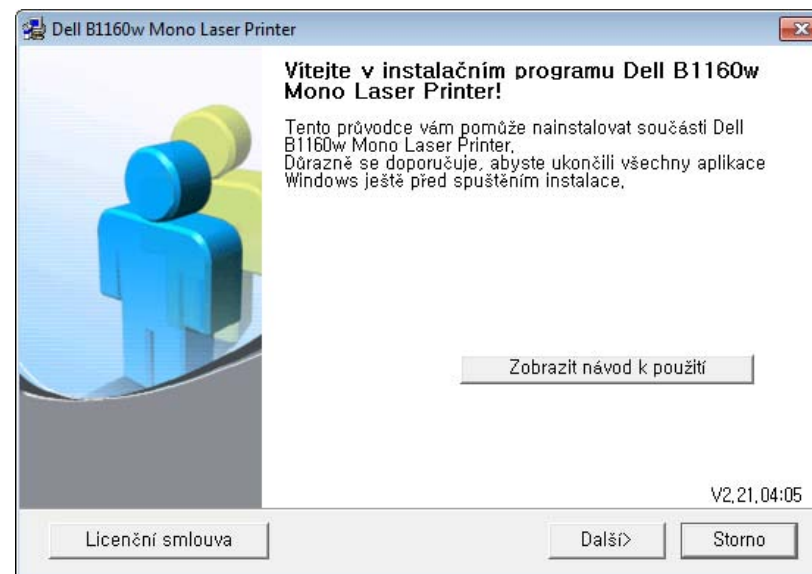 Dell B1160w Mono Laser Printer
Vítejte v instalačním programu Dell B1160w
Mono Laser Printer!
Tento průvodce vám pomůže nainstalovat součásti Dell
B1160w Mono Laser Printer.
Důrazně se doporučuje, abyste ukončili všechny aplikace
Windows ještě před spuštěním instalace.
Zobrazit návod k použití
V2.21.04:05
Licenční smlouva
Další>
Storno